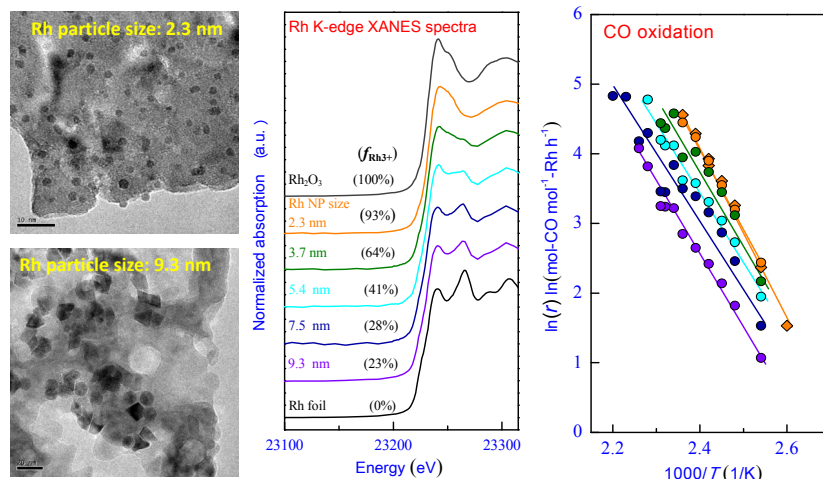 Rh particle size: 2.3 nm
10 nm
Rh particle size: 9.3 nm
20 nm
Rh K-edge XANES spectra
Normalized absorption (a.u.)
(fRh3+)
Rh2O3 (100%)
Rh NP size
2.3 nm (93%)
3.7 nm (64%)
5.4 nm (41%)
7.5 nm (28%)
9.3 nm (23%)
Rh foil (0%)
23100 23200 23300
Energy (eV)
CO oxidation
ln(r) ln(mol-CO mol⁻¹-Rh h⁻¹)
6
5
4
3
2
1
0
2.2 2.4 2.6
1000/T (1/K)